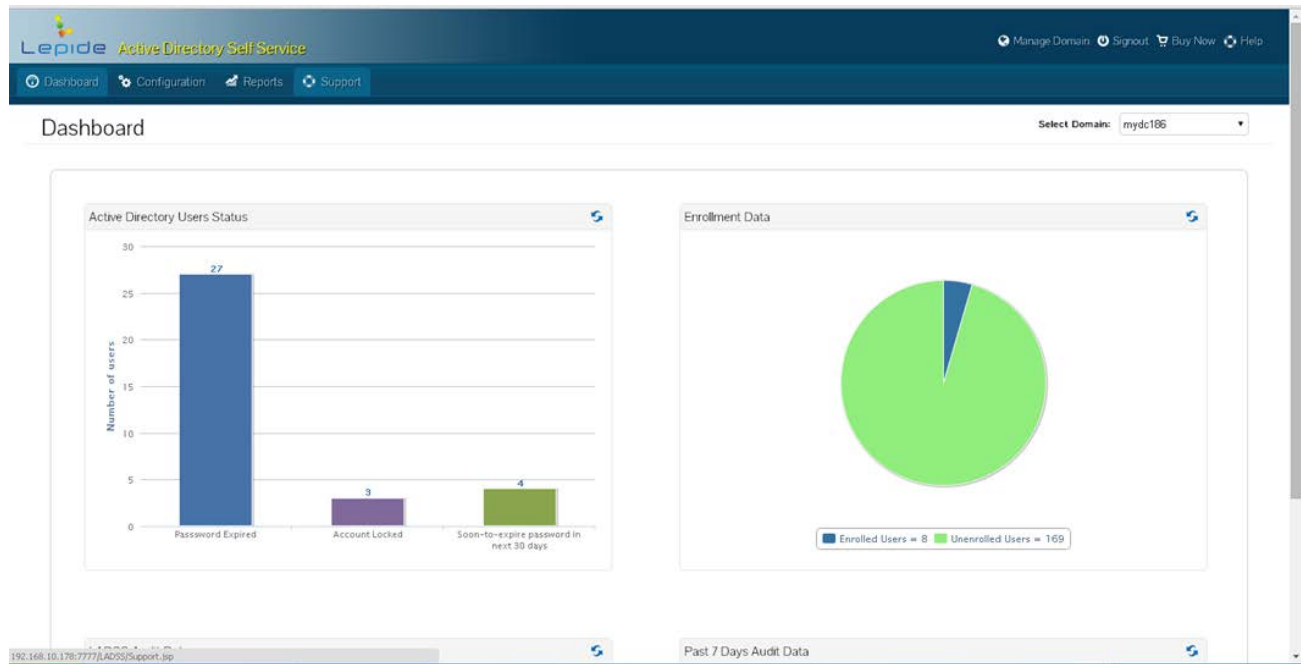 Lepide Active Directory Self Service
Manage Domain Signout Buy Now Help
Dashboard Configuration Reports Support
Dashboard
Select Domain: mydc186
Active Directory Users Status
30
27
25
20
15
10
5
0
3
4
Number of users
Passsword Expired
Account Locked
Soon-to-expire password in
next 30 days
Enrollment Data
Enrolled Users = 8 Unenrolled Users = 169
Past 7 Days Audit Data
192.168.10.178:7777/LADSS/Support.jsp